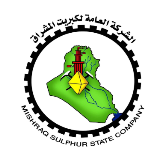 الشركة العامة لكبريت المشراق
MISHRAQ SULPHUR STATE COMPANY